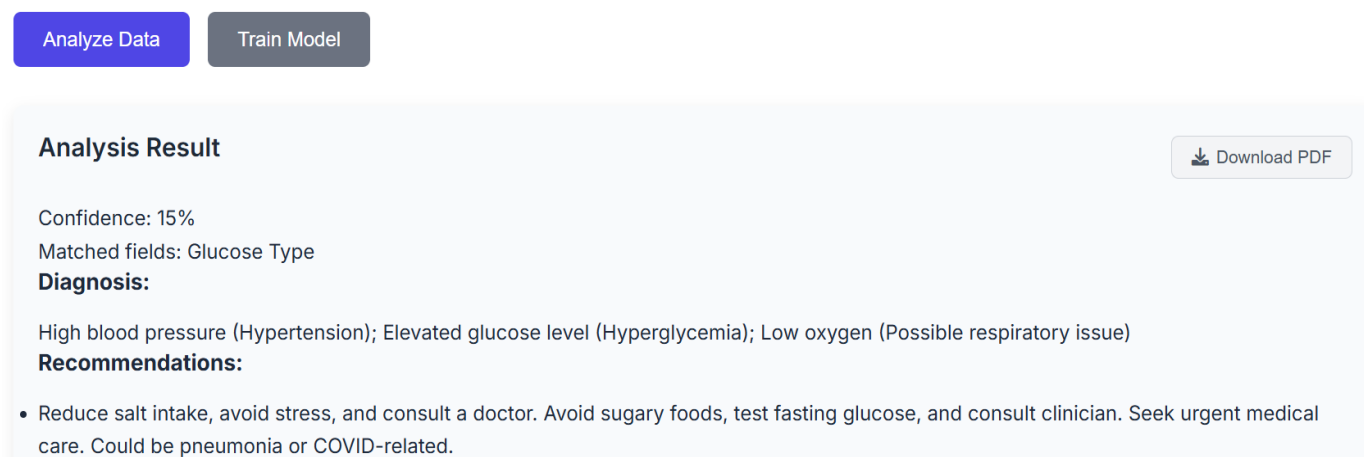 Analyze Data
Train Model
Analysis Result
Download PDF
Confidence: 15%
Matched fields: Glucose Type
Diagnosis:
High blood pressure (Hypertension); Elevated glucose level (Hyperglycemia); Low oxygen (Possible respiratory issue)
Recommendations:
• Reduce salt intake, avoid stress, and consult a doctor. Avoid sugary foods, test fasting glucose, and consult clinician. Seek urgent medical
care. Could be pneumonia or COVID-related.